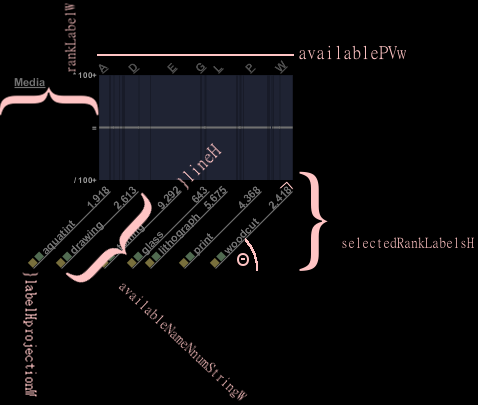 .rankLabelW
A D E G L P W
availablePVw
100+
Media
=
/100+
}lineH
1,918 2,613 9,292 643 5,675 4,368 2,416
aquatint drawing glass lithograph print woodcut
selectedRankLabelsH
Θ
}labelHprojectionW
availableNameNnumStringW